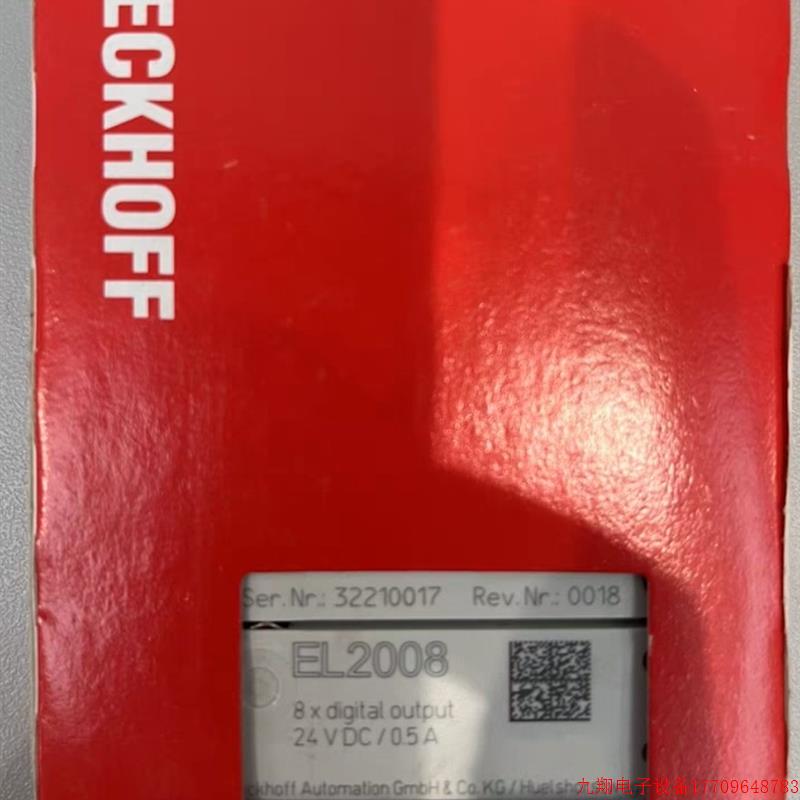 ECKHOFF
Ser.Nr.: 32210017 Rev.Nr.: 0018
EL2008
8 x digital output
24 V DC / 0.5 A
ckhoff Automation GmbH & Co. KG / Huelsho
九翔电子设备17709648783